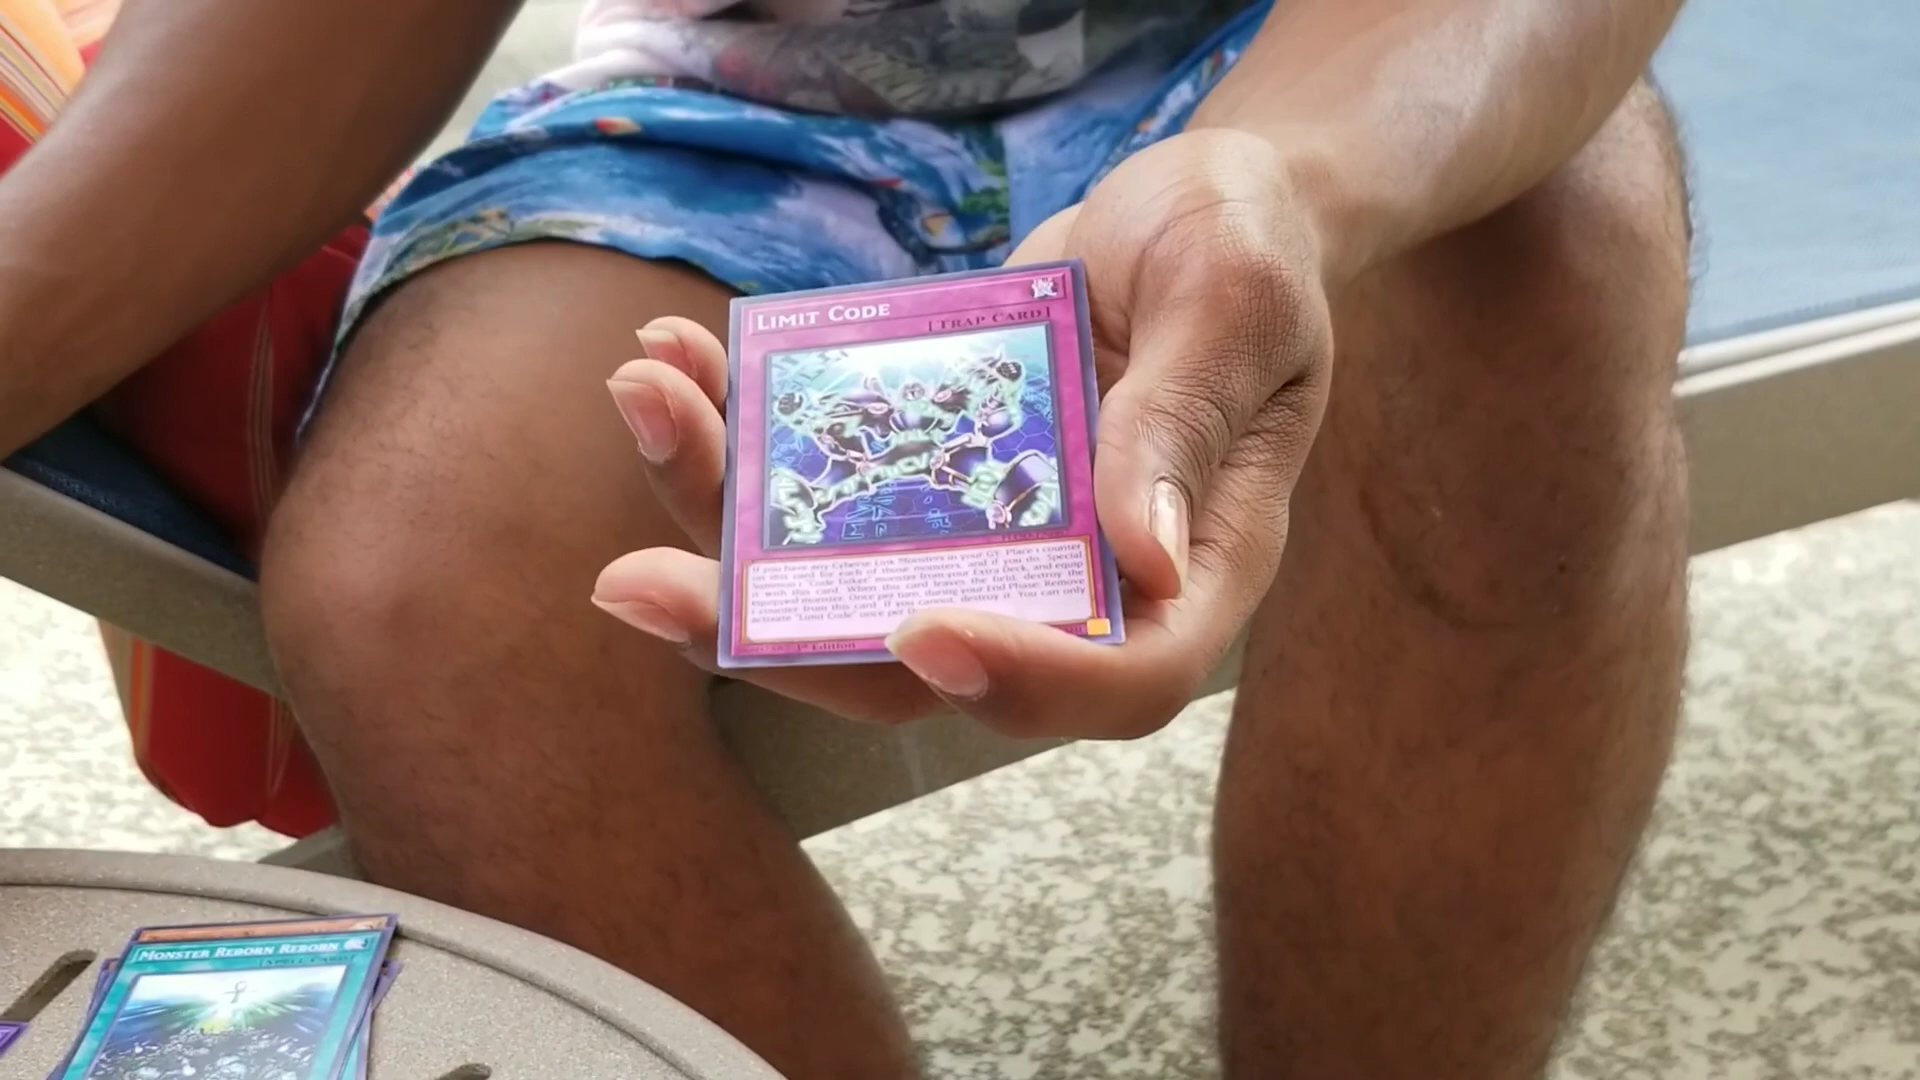 LIMIT CODE
[TRAP CARD]
If you have any Cyberse Link Monsters in your GY: Place 1 counter
on this card for each of those monsters, and if you do, Special
Summon 1 "Code Talker" monster from your Extra Deck, and equip
it with this card. When this card leaves the field, destroy the
equipped monster. Once per turn, during your End Phase: Remove
1 counter from this card. If you cannot, destroy it. You can only
activate "Limit Code" once per D
1st Edition
MONSTER REBORN REBORN
[SPELL CARD]